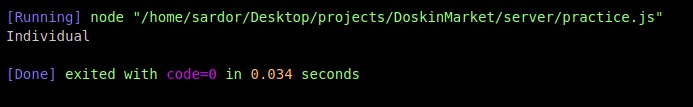 [Running] node "/home/sardor/Desktop/projects/DoskinMarket/server/practice.js"
Individual
[Done] exited with code=0 in 0.034 seconds